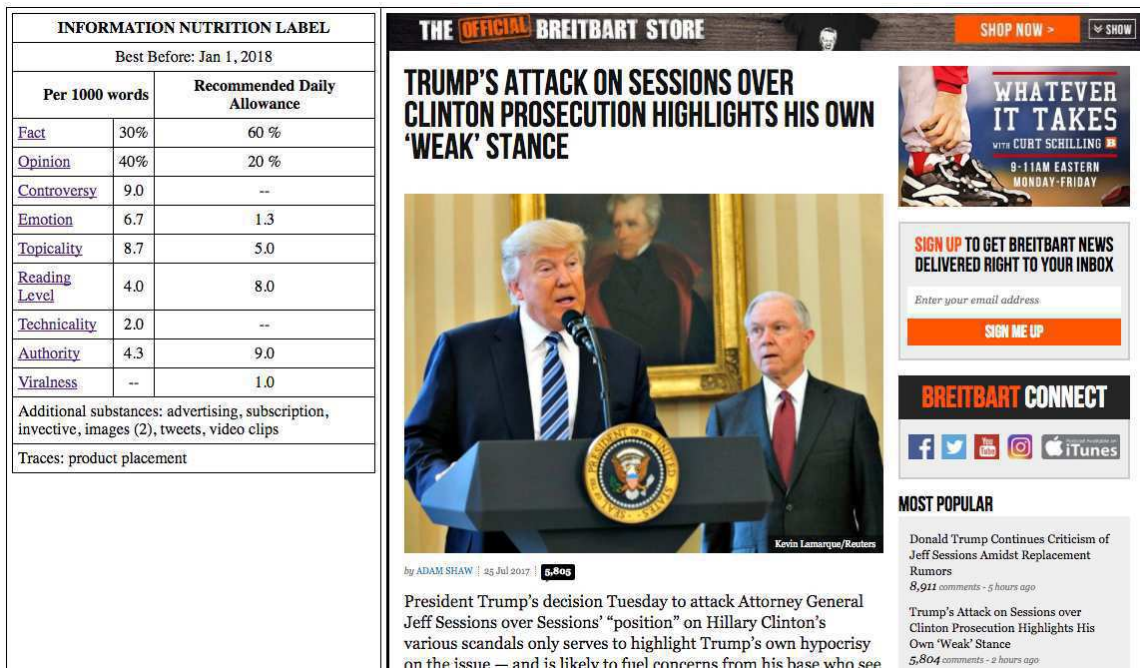 INFORMATION NUTRITION LABEL
Best Before: Jan 1, 2018
Per 1000 words
Recommended Daily
Allowance
Fact 30% 60 %
Opinion 40% 20 %
Controversy 9.0 --
Emotion 6.7 1.3
Topicality 8.7 5.0
Reading
Level 4.0 8.0
Technicality 2.0 --
Authority 4.3 9.0
Viralness -- 1.0
Additional substances: advertising, subscription,
invective, images (2), tweets, video clips
Traces: product placement
THE OFFICIAL BREITBART STORE
SHOP NOW >
SHOW
TRUMP'S ATTACK ON SESSIONS OVER
CLINTON PROSECUTION HIGHLIGHTS HIS OWN
'WEAK' STANCE
SEAL OF THE PRESIDENT OF THE UNITED STATES
Kevin Lamarque/Reuters
by ADAM SHAW | 25 Jul 2017 | 5,805
President Trump's decision Tuesday to attack Attorney General
Jeff Sessions over Sessions' "position" on Hillary Clinton's
various scandals only serves to highlight Trump's own hypocrisy
on the issue — and is likely to fuel concerns from his base who see
WHATEVER
IT TAKES
WITH CURT SCHILLING B
9-11AM EASTERN
MONDAY-FRIDAY
SIGN UP TO GET BREITBART NEWS
DELIVERED RIGHT TO YOUR INBOX
Enter your email address
SIGN ME UP
BREITBART CONNECT
You
Tube
iTunes
MOST POPULAR
Donald Trump Continues Criticism of
Jeff Sessions Amidst Replacement
Rumors
8,911 comments - 5 hours ago
Trump's Attack on Sessions over
Clinton Prosecution Highlights His
Own 'Weak' Stance
5,804 comments - 2 hours ago